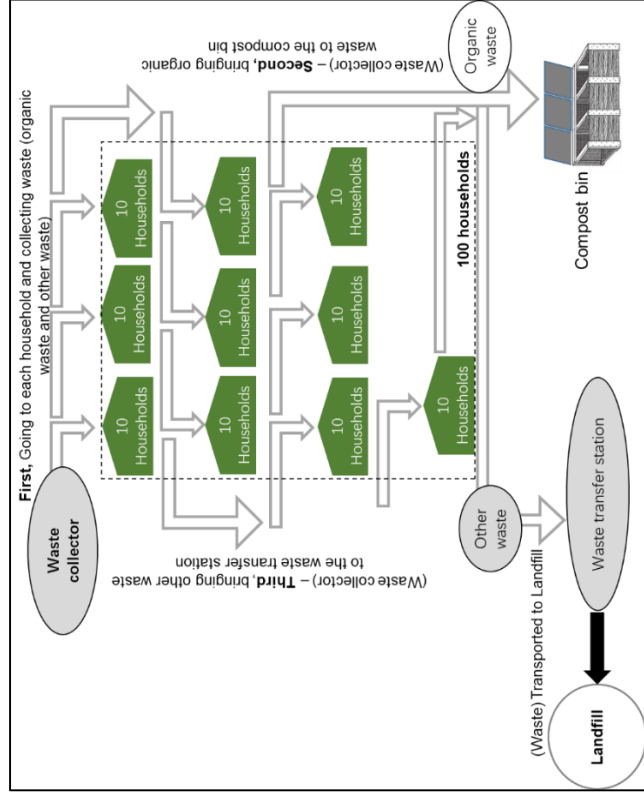 First, Going to each household and collecting waste (organic
waste and other waste)
Waste
collector
10
Households
10
Households
10
Households
(Waste collector) – Second, bringing organic
waste to the compost bin
10
Households
10
Households
10
Households
10
Households
10
Households
10
Households
(Waste collector) – Third, bringing, other waste
to the waste transfer station
10
Households
100 households
Organic
waste
Other
waste
Compost bin
Waste transfer station
(Waste) Transported to Landfill
Landfill